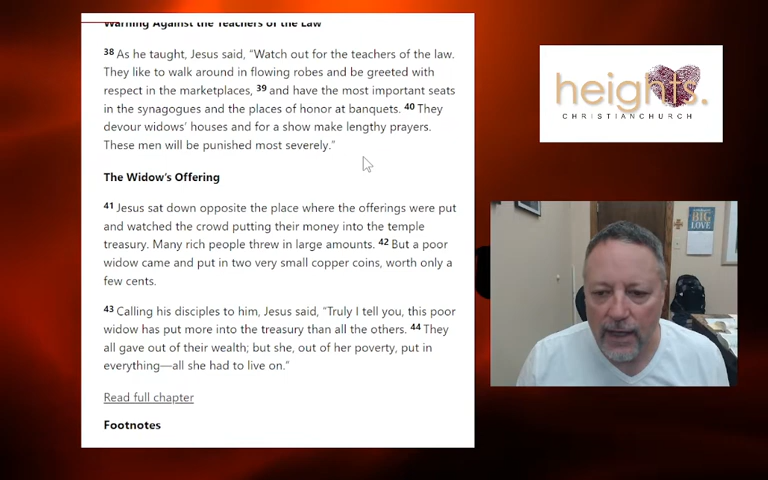 Warning Against the Teachers of the Law
38 As he taught, Jesus said, “Watch out for the teachers of the law.
They like to walk around in flowing robes and be greeted with
respect in the marketplaces, 39 and have the most important seats
in the synagogues and the places of honor at banquets. 40 They
devour widows’ houses and for a show make lengthy prayers.
These men will be punished most severely.”
The Widow’s Offering
41 Jesus sat down opposite the place where the offerings were put
and watched the crowd putting their money into the temple
treasury. Many rich people threw in large amounts. 42 But a poor
widow came and put in two very small copper coins, worth only a
few cents.
43 Calling his disciples to him, Jesus said, “Truly I tell you, this poor
widow has put more into the treasury than all the others. 44 They
all gave out of their wealth; but she, out of her poverty, put in
everything—all she had to live on.”
Read full chapter
Footnotes
heights.
CHRISTIANCHURCH
BIG
LOVE